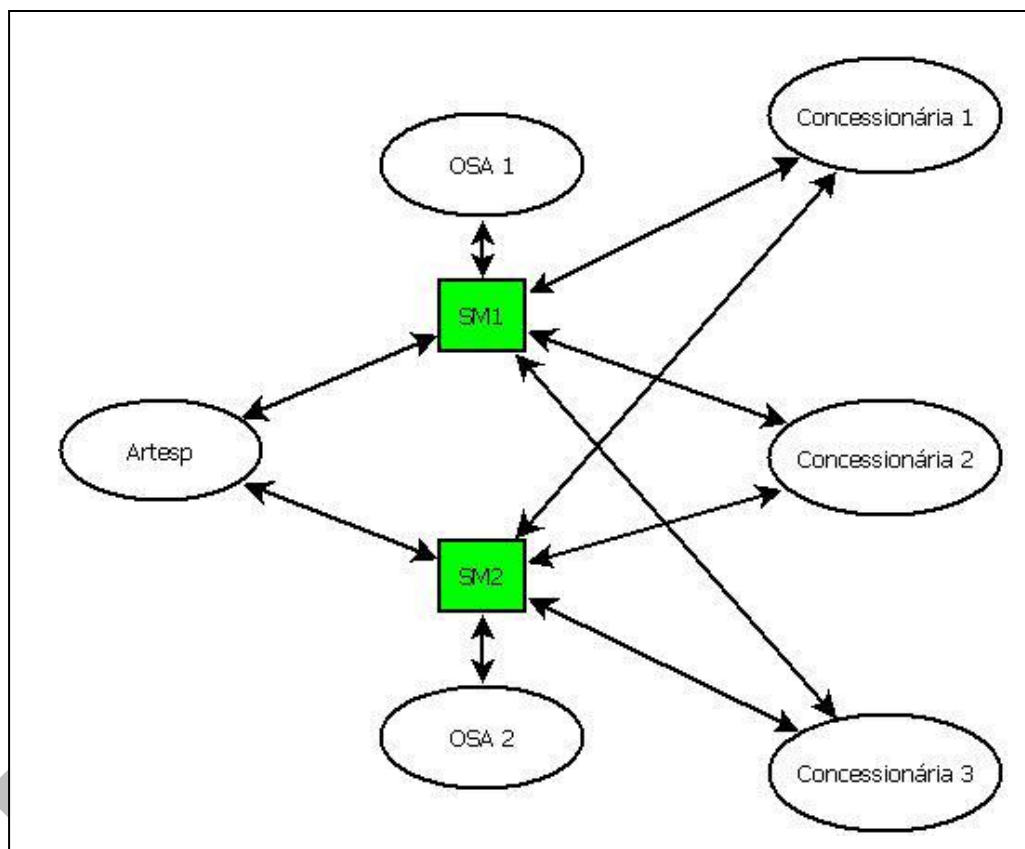 Concessionária 1
OSA 1
SM1
Artesp
Concessionária 2
SM2
OSA 2
Concessionária 3